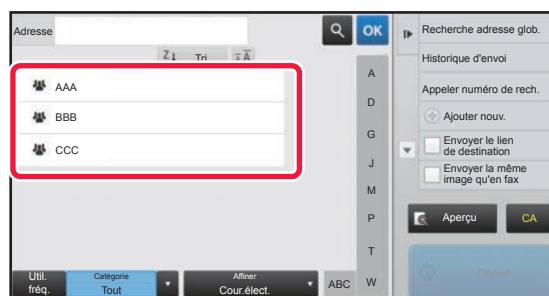 Adresse
OK
Z↓ Tri
AAA
BBB
CCC
A
D
G
J
M
P
T
W
Util. fréq.
Catégorie
Tout
Affiner
Cour.élect.
ABC
Recherche adresse glob.
Historique d'envoi
Appeler numéro de rech.
Ajouter nouv.
Envoyer le lien
de destination
Envoyer la même
image qu'en fax
Aperçu
CA